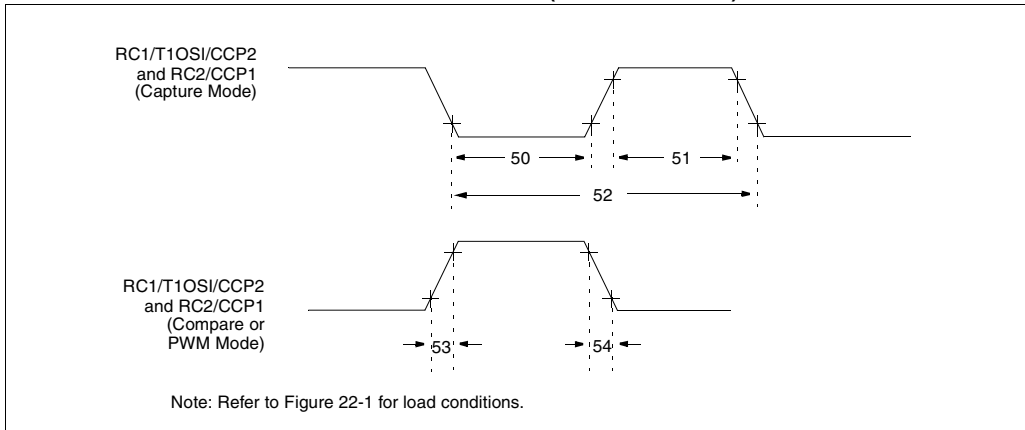 RC1/T1OSI/CCP2
and RC2/CCP1
(Capture Mode)
50
51
52
RC1/T1OSI/CCP2
and RC2/CCP1
(Compare or
PWM Mode)
53
54
Note: Refer to Figure 22-1 for load conditions.